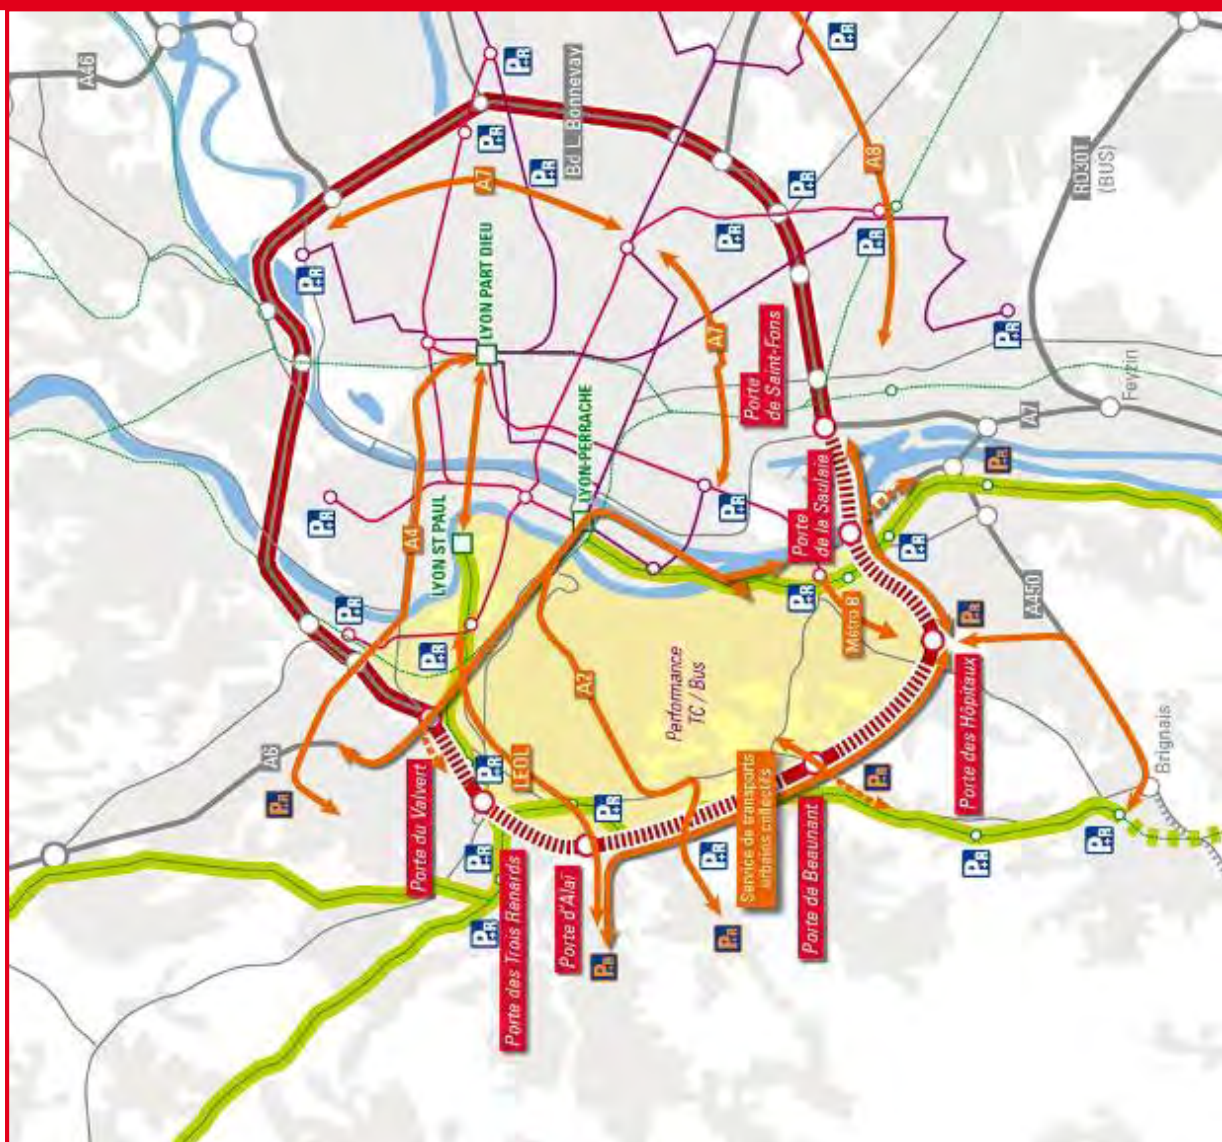 A46
P+R
P+R
P+R
P+R
Bd L. Bonnevay
A7
A8
RD301
(BUS)
P+R
P+R
P+R
P+R
LYON PART DIEU
A7
Porte
de Saint-Fons
P+R
Feyzin
A7
LYON-PERRACHE
P+R
P+R
LYON ST PAUL
A4
P+R
Porte
de la Saulaie
P+R
P+R
P+R
P+R
P+R
Métro B
A450
A2
Performance
TC / Bus
Porte des Hôpitaux
Brignais
A6
P+R
LEOL
P+R
P+R
P+R
Porte du Valvert
P+R
P+R
Service de transports
urbains collectifs
Porte de Beaunant
P+R
P+R
P+R
Porte des Trois Renards
Porte d'Alaï
P+R
P+R